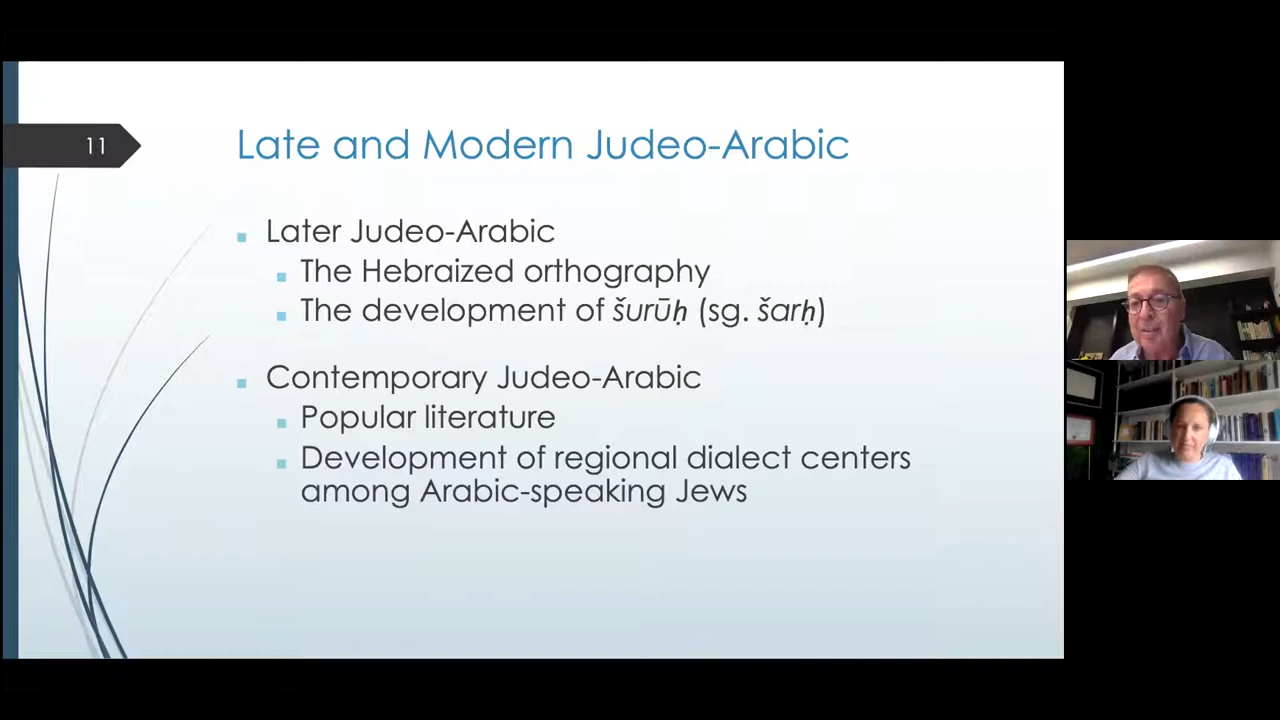 11
Late and Modern Judeo-Arabic
Later Judeo-Arabic
The Hebraized orthography
The development of šurūḥ (sg. šarḥ)
Contemporary Judeo-Arabic
Popular literature
Development of regional dialect centers
among Arabic-speaking Jews